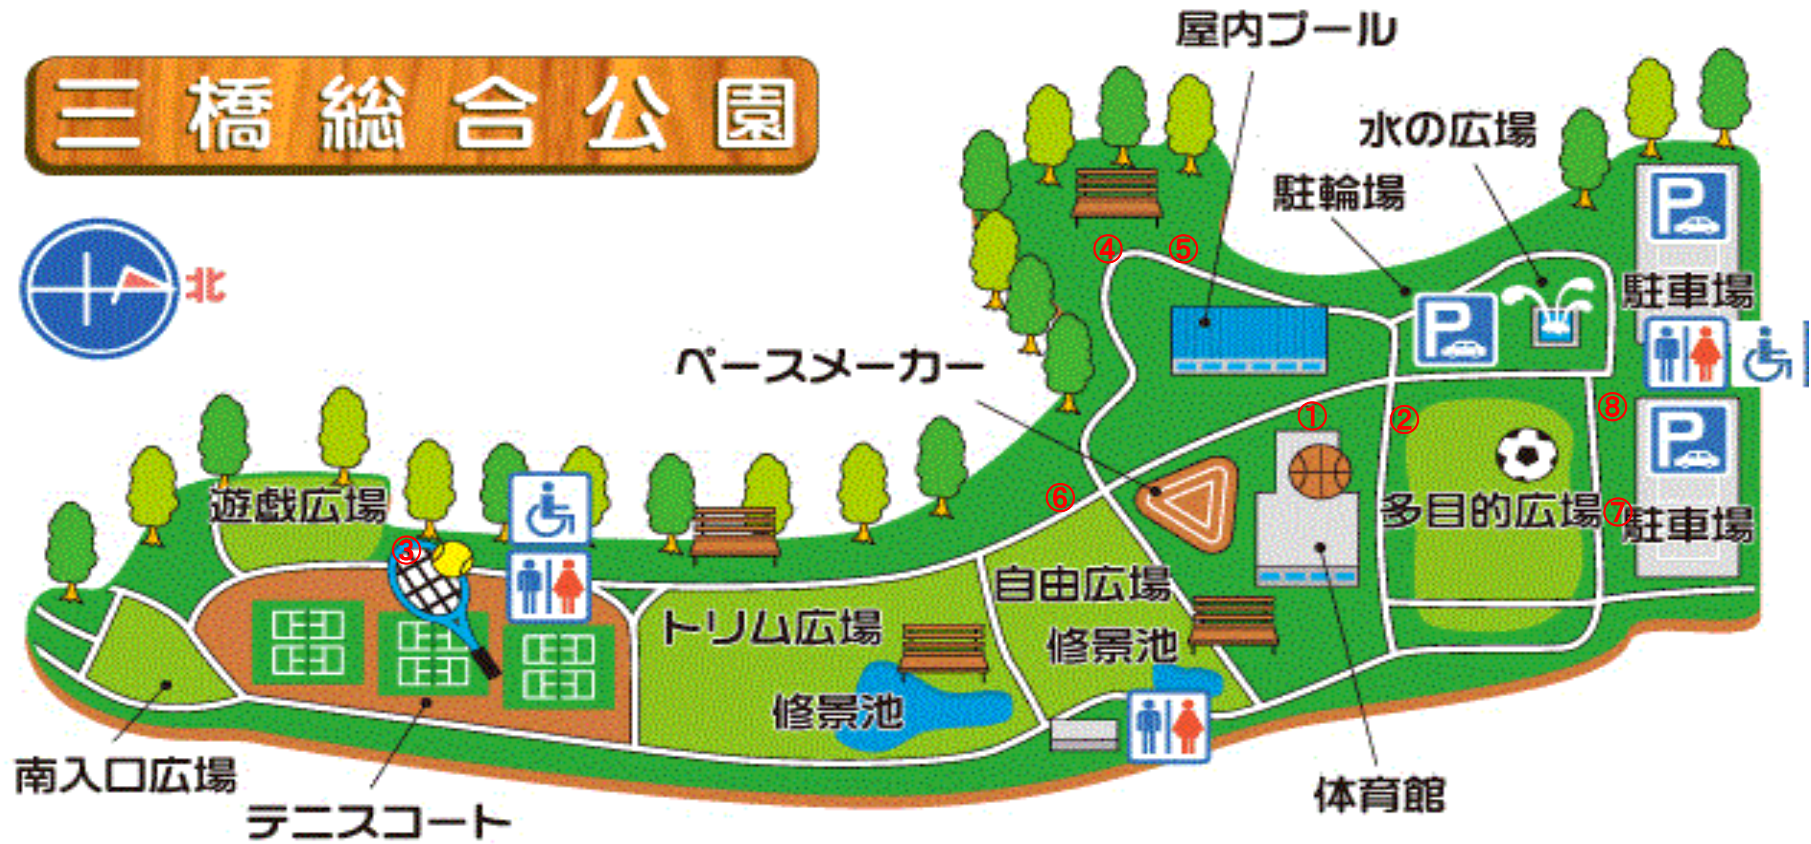 三橋総合公園
屋内プール
水の広場
駐輪場
P
北
④
⑤
駐車場
P
ペースメーカー
①
②
⑧
P
遊戯広場
⑥
多目的広場
⑦
駐車場
③
自由広場
トリム広場
修景池
修景池
南入口広場
テニスコート
体育館